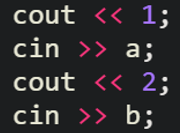 cout << 1;
cin >> a;
cout << 2;
cin >> b;